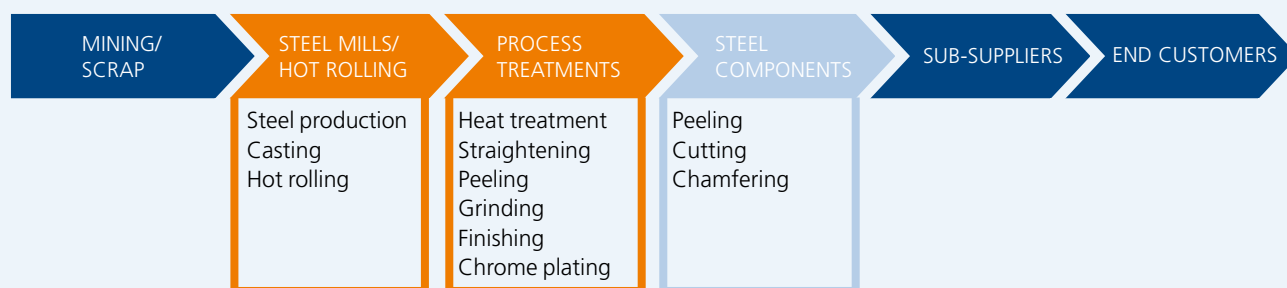 MINING/
SCRAP
STEEL MILLS/
HOT ROLLING
PROCESS
TREATMENTS
STEEL
COMPONENTS
SUB-SUPPLIERS
END CUSTOMERS
Steel production
Casting
Hot rolling
Heat treatment
Straightening
Peeling
Grinding
Finishing
Chrome plating
Peeling
Cutting
Chamfering